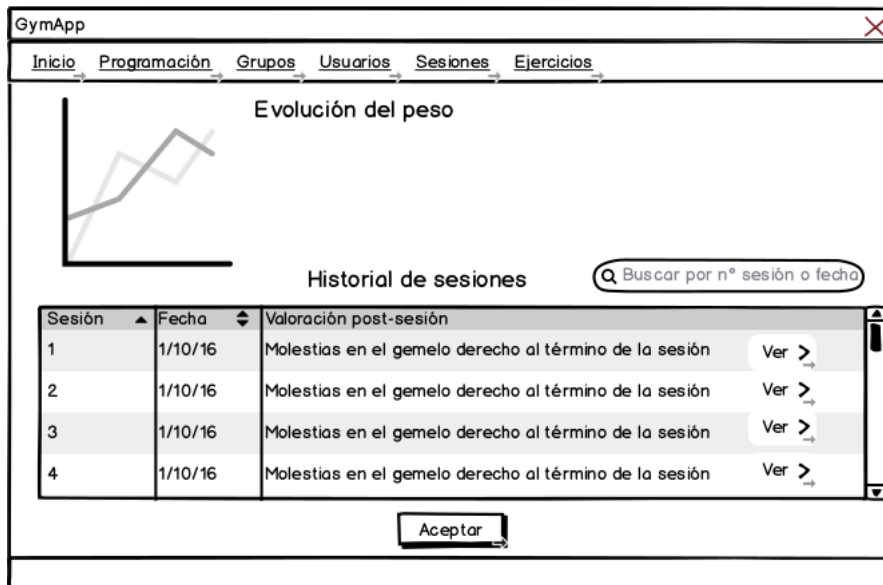 GymApp
Inicio Programación Grupos Usuarios Sesiones Ejercicios
Evolución del peso
Historial de sesiones
Buscar por n° sesión o fecha
Sesión Fecha Valoración post-sesión
1 1/10/16 Molestias en el gemelo derecho al término de la sesión Ver
2 1/10/16 Molestias en el gemelo derecho al término de la sesión Ver
3 1/10/16 Molestias en el gemelo derecho al término de la sesión Ver
4 1/10/16 Molestias en el gemelo derecho al término de la sesión Ver
Aceptar